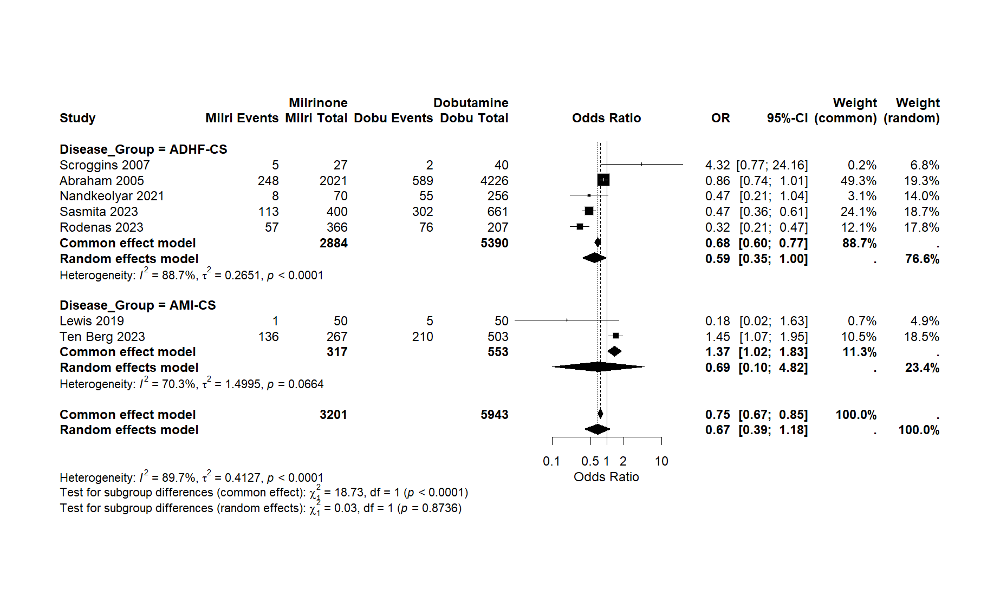 Milrinone Dobutamine Weight Weight
Study Milri Events Milri Total Dobu Events Dobu Total Odds Ratio OR 95%-CI (common) (random)
Disease_Group = ADHF-CS
Scroggins 2007 5 27 2 40 4.32 [0.77; 24.16] 0.2% 6.8%
Abraham 2005 248 2021 589 4226 0.86 [0.74; 1.01] 49.3% 19.3%
Nandkeolyar 2021 8 70 55 256 0.47 [0.21; 1.04] 3.1% 14.0%
Sasmita 2023 113 400 302 661 0.47 [0.36; 0.61] 24.1% 18.7%
Rodenas 2023 57 366 76 207 0.32 [0.21; 0.47] 12.1% 17.8%
Common effect model 2884 5390 0.68 [0.60; 0.77] 88.7% .
Random effects model 0.59 [0.35; 1.00] . 76.6%
Heterogeneity: I² = 88.7%, τ² = 0.2651, p < 0.0001
Disease_Group = AMI-CS
Lewis 2019 1 50 5 50 0.18 [0.02; 1.63] 0.7% 4.9%
Ten Berg 2023 136 267 210 503 1.45 [1.07; 1.95] 10.5% 18.5%
Common effect model 317 553 1.37 [1.02; 1.83] 11.3% .
Random effects model 0.69 [0.10; 4.82] . 23.4%
Heterogeneity: I² = 70.3%, τ² = 1.4995, p = 0.0664
Common effect model 3201 5943 0.75 [0.67; 0.85] 100.0% .
Random effects model 0.67 [0.39; 1.18] . 100.0%
0.1 0.5 1 2 10
Odds Ratio
Heterogeneity: I² = 89.7%, τ² = 0.4127, p < 0.0001
Test for subgroup differences (common effect): χ₁² = 18.73, df = 1 (p < 0.0001)
Test for subgroup differences (random effects): χ₁² = 0.03, df = 1 (p = 0.8736)